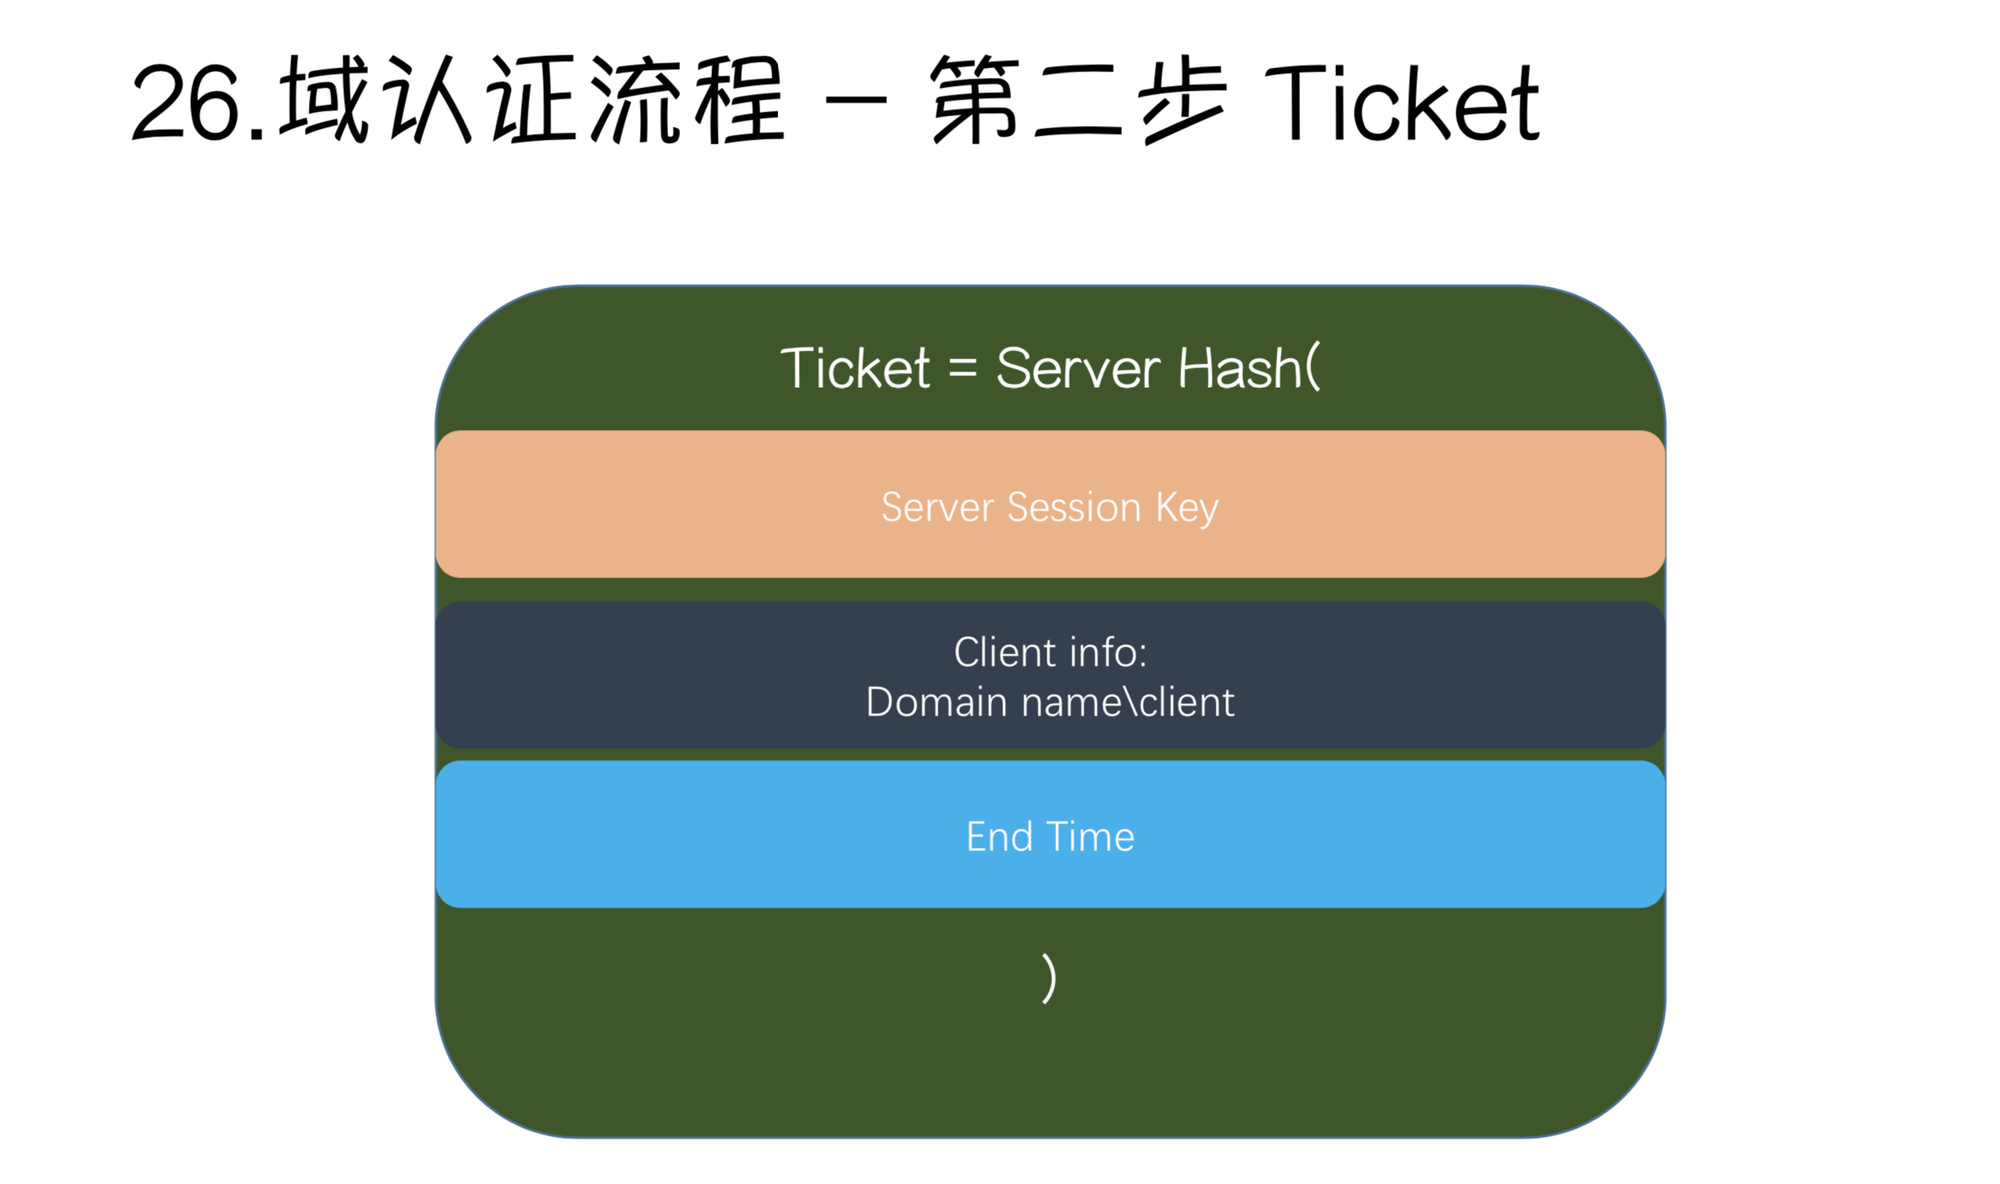 26.域认证流程 – 第二步 Ticket
Ticket = Server Hash(
Server Session Key
Client info:
Domain name\client
End Time
)